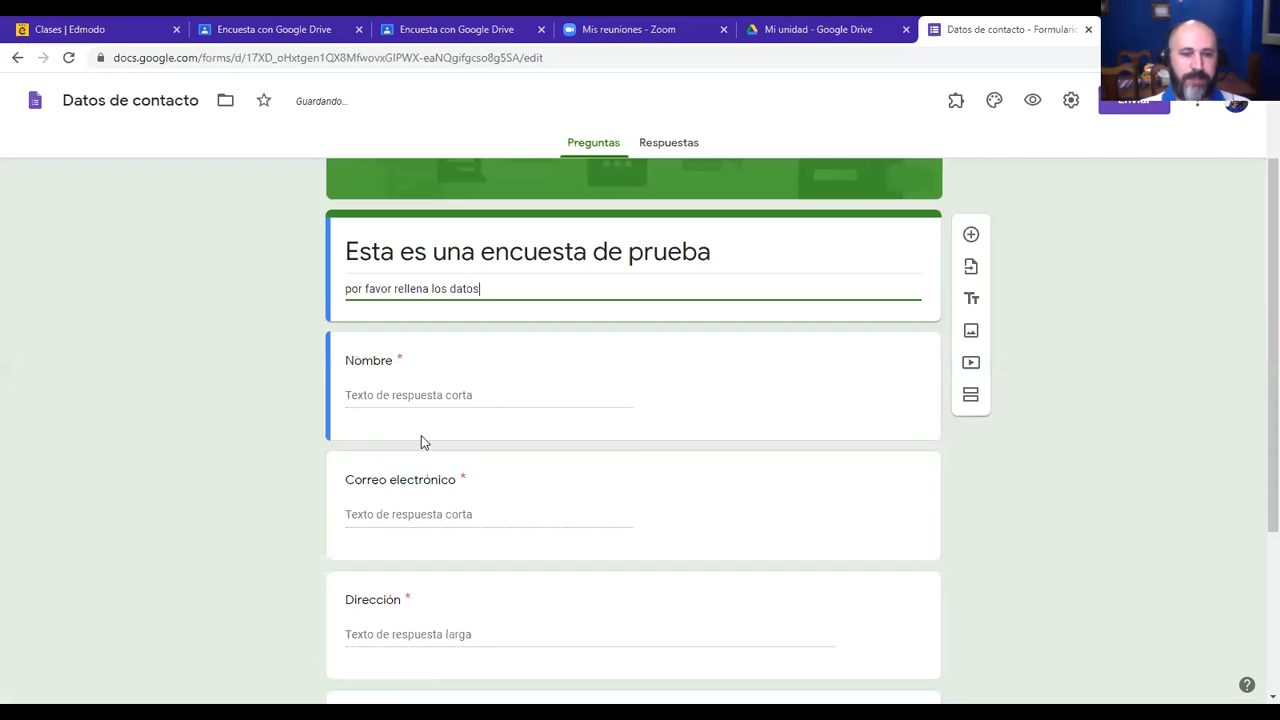 Clases | Edmodo
Encuesta con Google Drive
Encuesta con Google Drive
Mis reuniones - Zoom
Mi unidad - Google Drive
Datos de contacto - Formulario
docs.google.com/forms/d/17XD_oHxtgen1QX8MfwovxGIPWX-eaNQgifgcxa8g5SA/edit
Datos de contacto
Guardando...
Preguntas
Respuestas
Esta es una encuesta de prueba
por favor rellena los datos
Nombre *
Texto de respuesta corta
Correo electrónico *
Texto de respuesta corta
Dirección *
Texto de respuesta larga